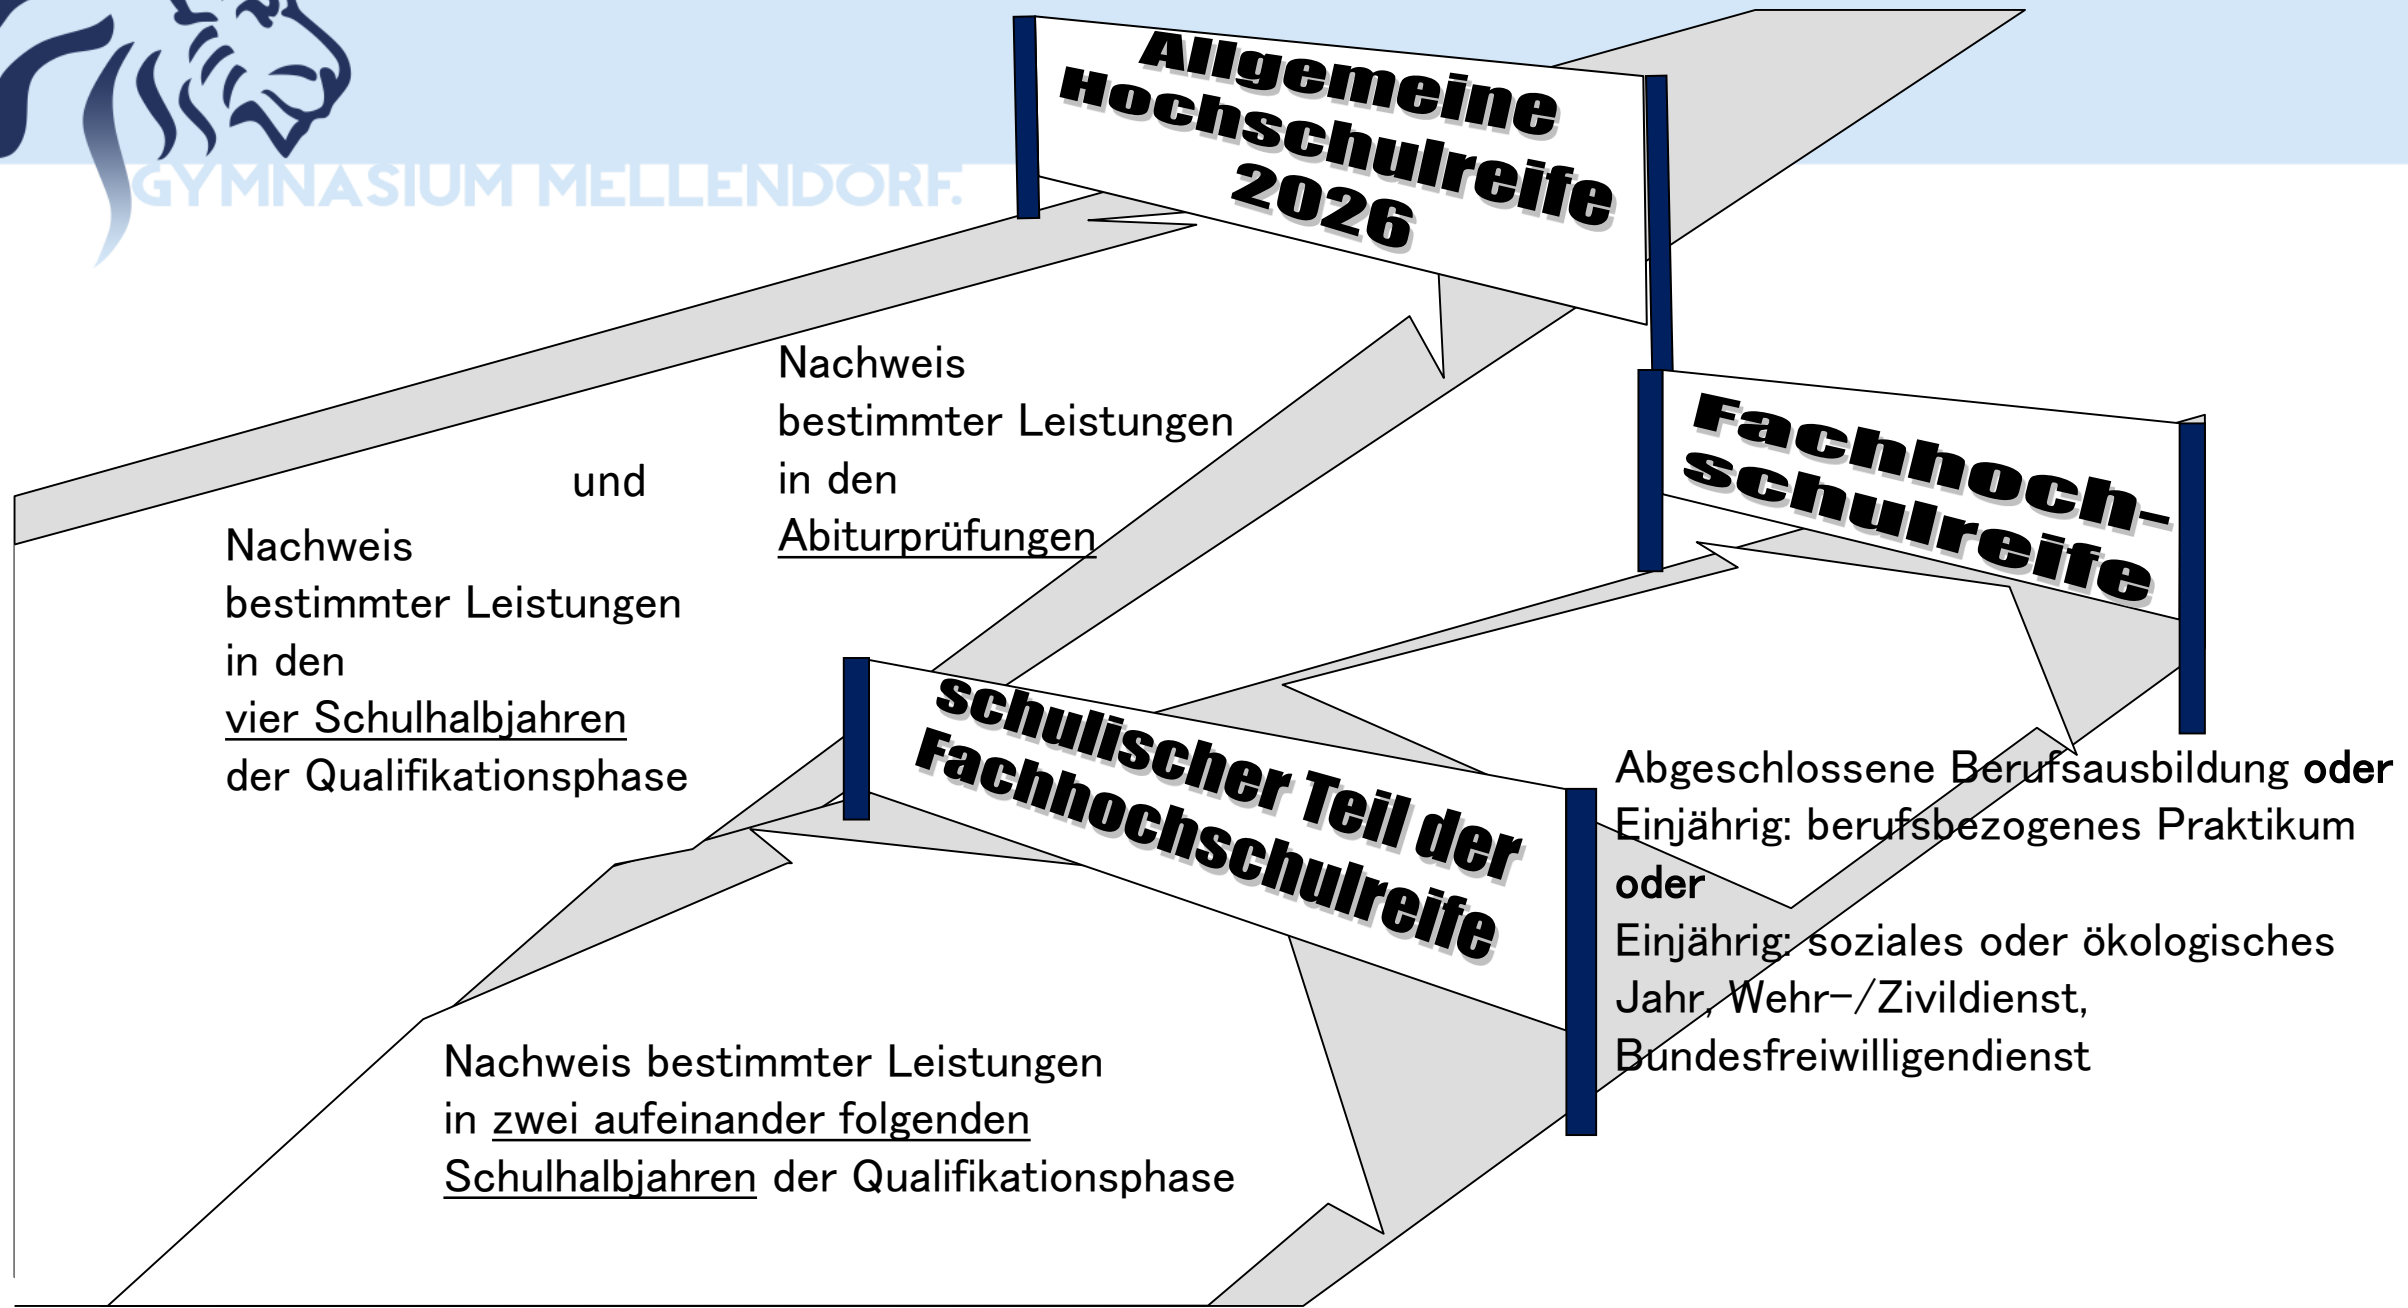 GYMNASIUM MELLENDORF.
Allgemeine
Hochschulreife
2026
Nachweis
bestimmter Leistungen
in den
Abiturprüfungen
und
Nachweis
bestimmter Leistungen
in den
vier Schulhalbjahren
der Qualifikationsphase
Fachhoch-
schulreife
schulischer Teil der
Fachhochschulreife
Abgeschlossene Berufsausbildung oder
Einjährig: berufsbezogenes Praktikum
oder
Einjährig: soziales oder ökologisches
Jahr, Wehr-/Zivildienst,
Bundesfreiwilligendienst
Nachweis bestimmter Leistungen
in zwei aufeinander folgenden
Schulhalbjahren der Qualifikationsphase